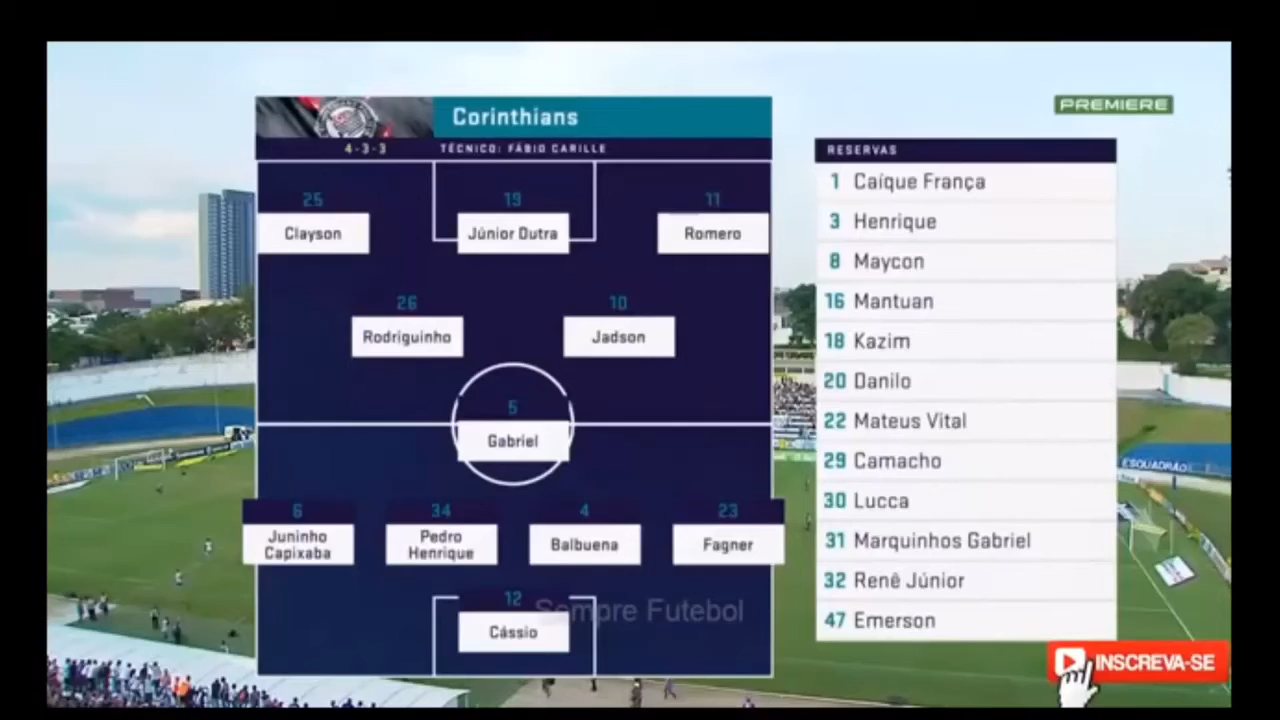 PREMIERE
Corinthians
4-3-3
TÉCNICO: FÁBIO CARILLE
25
Clayson
19
Júnior Dutra
11
Romero
26
Rodriguinho
10
Jadson
5
Gabriel
6
Juninho
Capixaba
34
Pedro
Henrique
4
Balbuena
23
Fagner
12
Cássio
Sempre Futebol
RESERVAS
1 Caíque França
3 Henrique
8 Maycon
16 Mantuan
18 Kazim
20 Danilo
22 Mateus Vital
29 Camacho
30 Lucca
31 Marquinhos Gabriel
32 Renê Júnior
47 Emerson
ESQUADRÃO
INSCREVA-SE